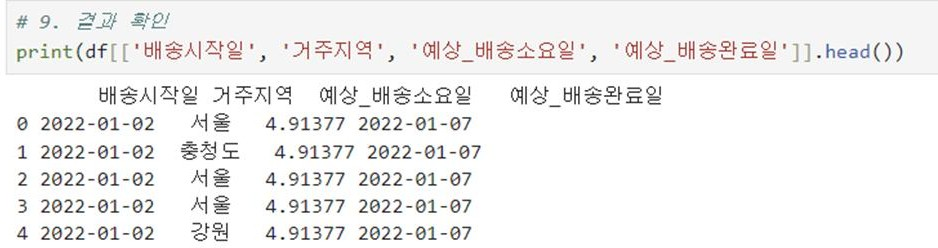 # 9. 결과 확인
print(df[['배송시작일', '거주지역', '예상_배송소요일', '예상_배송완료일']].head())
배송시작일 거주지역 예상_배송소요일 예상_배송완료일
0 2022-01-02 서울 4.91377 2022-01-07
1 2022-01-02 충청도 4.91377 2022-01-07
2 2022-01-02 서울 4.91377 2022-01-07
3 2022-01-02 서울 4.91377 2022-01-07
4 2022-01-02 강원 4.91377 2022-01-07